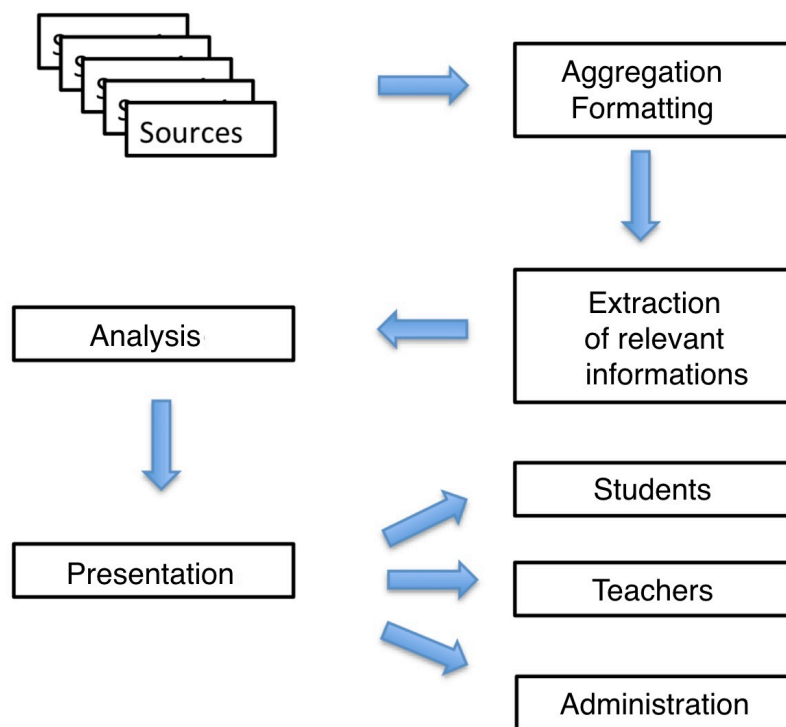 Sources
Aggregation
Formatting
Extraction
of relevant
informations
Analysis
Students
Presentation
Teachers
Administration